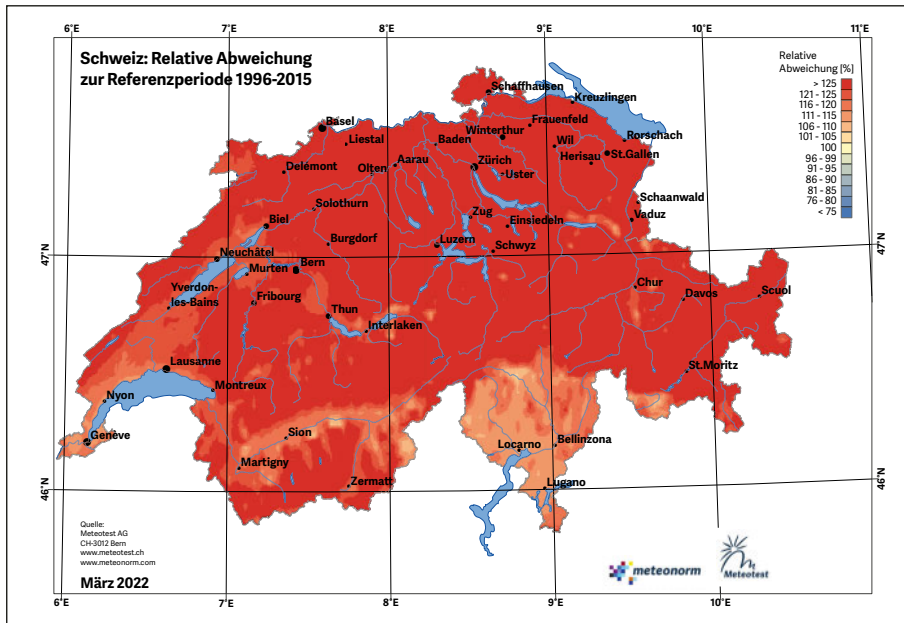 6°E
7°E
8°E
9°E
10°E
11°E
Schweiz: Relative Abweichung
zur Referenzperiode 1996-2015
Relative
Abweichung [%]
> 125
121 - 125
116 - 120
111 - 115
106 - 110
101 - 105
100
96 - 99
91 - 95
86 - 90
81 - 85
76 - 80
< 75
Schaffhausen
Kreuzlingen
Basel
Frauenfeld
Liestal
Baden
Winterthur
Wil
Rorschach
Herisau
St.Gallen
Delémont
Olten
Aarau
Zürich
Uster
Solothurn
Schaanwald
Biel
Zug
Einsiedeln
Vaduz
Burgdorf
Luzern
Schwyz
47°N
47°N
Neuchâtel
Murten
Bern
Yverdon-
les-Bains
Fribourg
Chur
Davos
Scuol
Thun
Interlaken
Lausanne
St.Moritz
Nyon
Montreux
Genève
Sion
Locarno
Bellinzona
Martigny
Zermatt
Lugano
46°N
46°N
Quelle:
Meteotest AG
CH-3012 Bern
www.meteotest.ch
www.meteonorm.com
März 2022
meteonorm
Meteotest
6°E
7°E
8°E
9°E
10°E